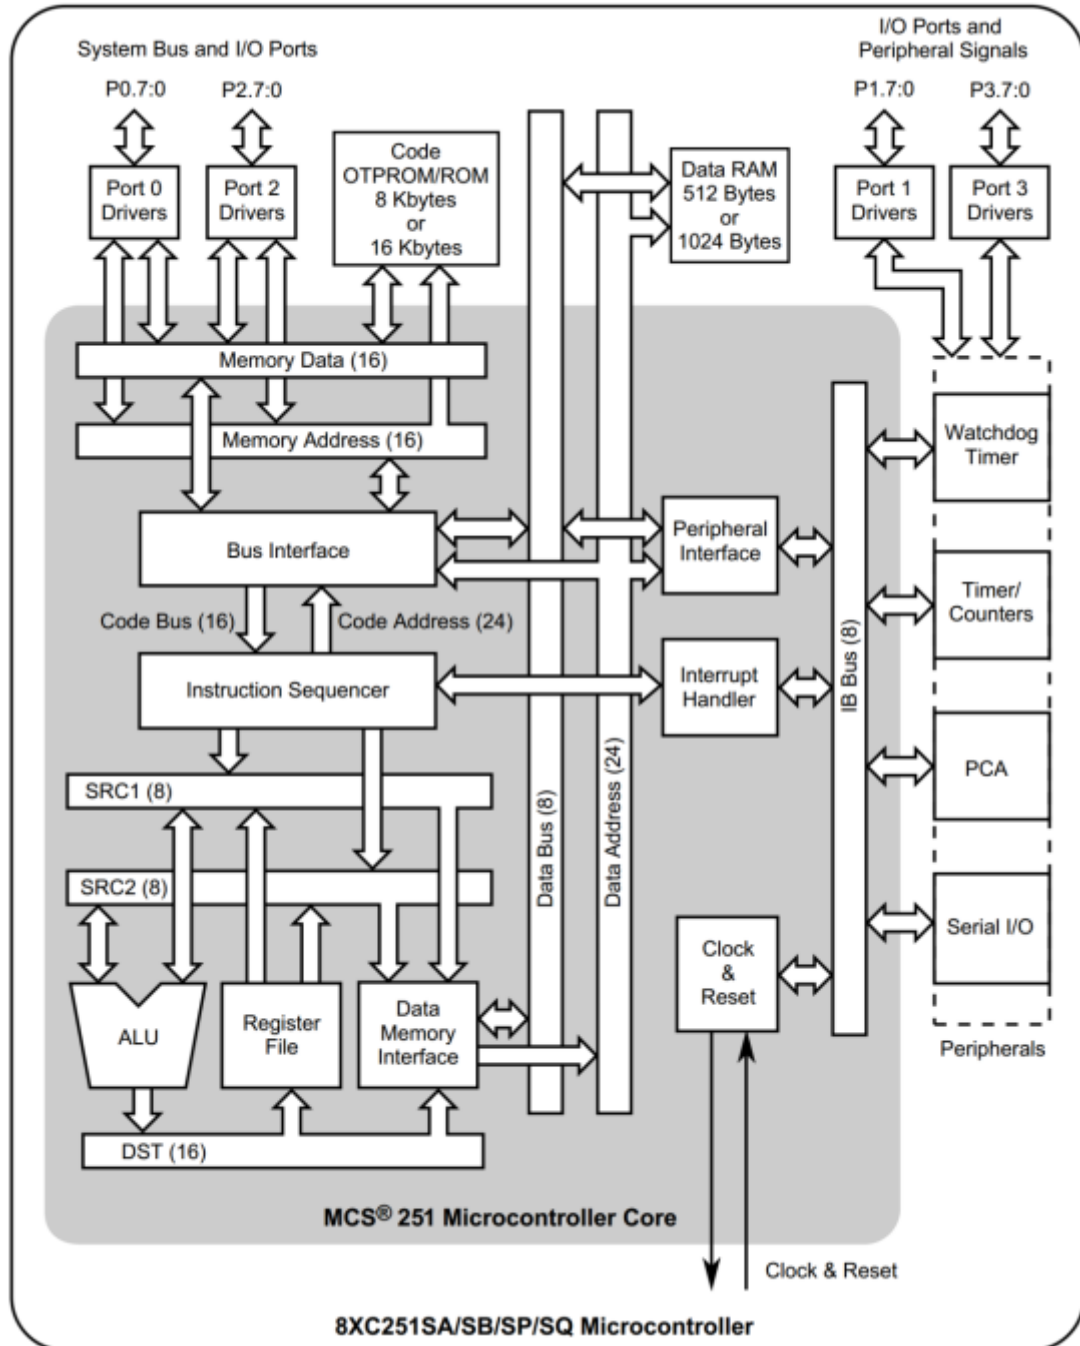 System Bus and I/O Ports
I/O Ports and
Peripheral Signals
P0.7:0
P2.7:0
P1.7:0
P3.7:0
Port 0
Drivers
Port 2
Drivers
Code
OTPROM/ROM
8 Kbytes
or
16 Kbytes
Data RAM
512 Bytes
or
1024 Bytes
Port 1
Drivers
Port 3
Drivers
Memory Data (16)
Memory Address (16)
Bus Interface
Peripheral
Interface
Watchdog
Timer
Code Bus (16)
Code Address (24)
Timer/
Counters
Instruction Sequencer
Interrupt
Handler
IB Bus (8)
SRC1 (8)
Data Bus (8)
Data Address (24)
PCA
SRC2 (8)
Clock
&
Reset
Serial I/O
ALU
Register
File
Data
Memory
Interface
Peripherals
DST (16)
MCS® 251 Microcontroller Core
Clock & Reset
8XC251SA/SB/SP/SQ Microcontroller